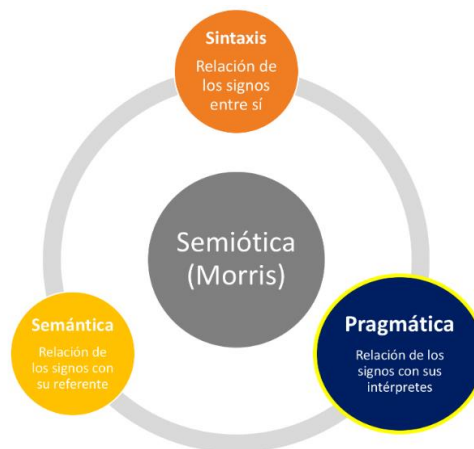 Sintaxis
Relación de
los signos
entre sí
Semiótica
(Morris)
Semántica
Relación de
los signos con
su referente
Pragmática
Relación de los
signos con sus
intérpretes